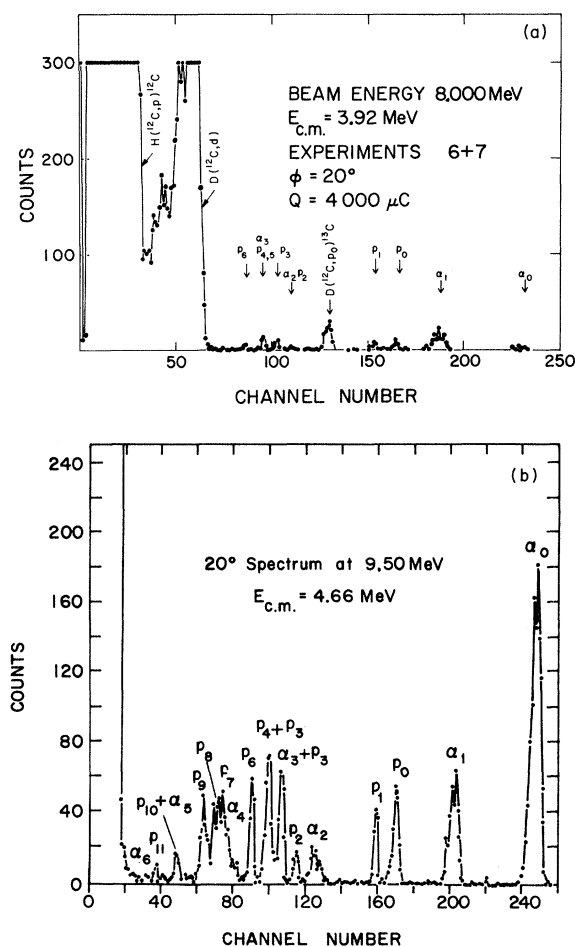 (a)
300
200
100
COUNTS
H(¹²C,p)¹²C
D(¹²C,d)
BEAM ENERGY 8.000 MeV
E c.m. = 3.92 MeV
EXPERIMENTS 6+7
ϕ = 20°
Q = 4 000 μC
p₆
α₃
p₄,₅
p₃
α₂
p₂
D(¹²C,p₀)¹³C
p₁
p₀
α₁
α₀
50 100 150 200 250
CHANNEL NUMBER
(b)
240
200
160
120
80
40
0
COUNTS
20° Spectrum at 9.50 MeV
E c.m. = 4.66 MeV
α₀
p₄+p₃
α₃+p₃
p₈
p₉
p₇
p₆
α₄
p₁₀+α₅
p₁₁
α₆
p₂
α₂
p₁
p₀
α₁
0 40 80 120 160 200 240
CHANNEL NUMBER